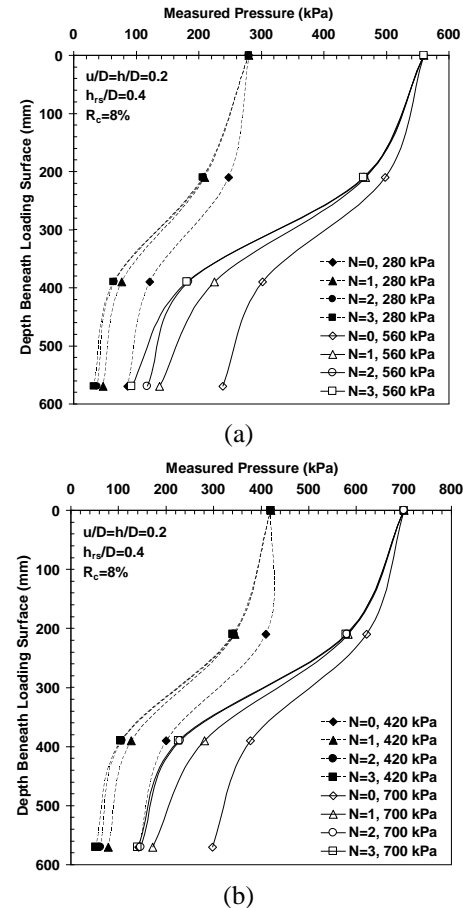 Measured Pressure (kPa)
0 100 200 300 400 500 600
0
100
200
300
400
500
600
Depth Beneath Loading Surface (mm)
u/D=h/D=0.2
hrs/D=0.4
Rc=8%
N=0, 280 kPa
N=1, 280 kPa
N=2, 280 kPa
N=3, 280 kPa
N=0, 560 kPa
N=1, 560 kPa
N=2, 560 kPa
N=3, 560 kPa
(a)
Measured Pressure (kPa)
0 100 200 300 400 500 600 700 800
0
100
200
300
400
500
600
Depth Beneath Loading Surface (mm)
u/D=h/D=0.2
hrs/D=0.4
Rc=8%
N=0, 420 kPa
N=1, 420 kPa
N=2, 420 kPa
N=3, 420 kPa
N=0, 700 kPa
N=1, 700 kPa
N=2, 700 kPa
N=3, 700 kPa
(b)